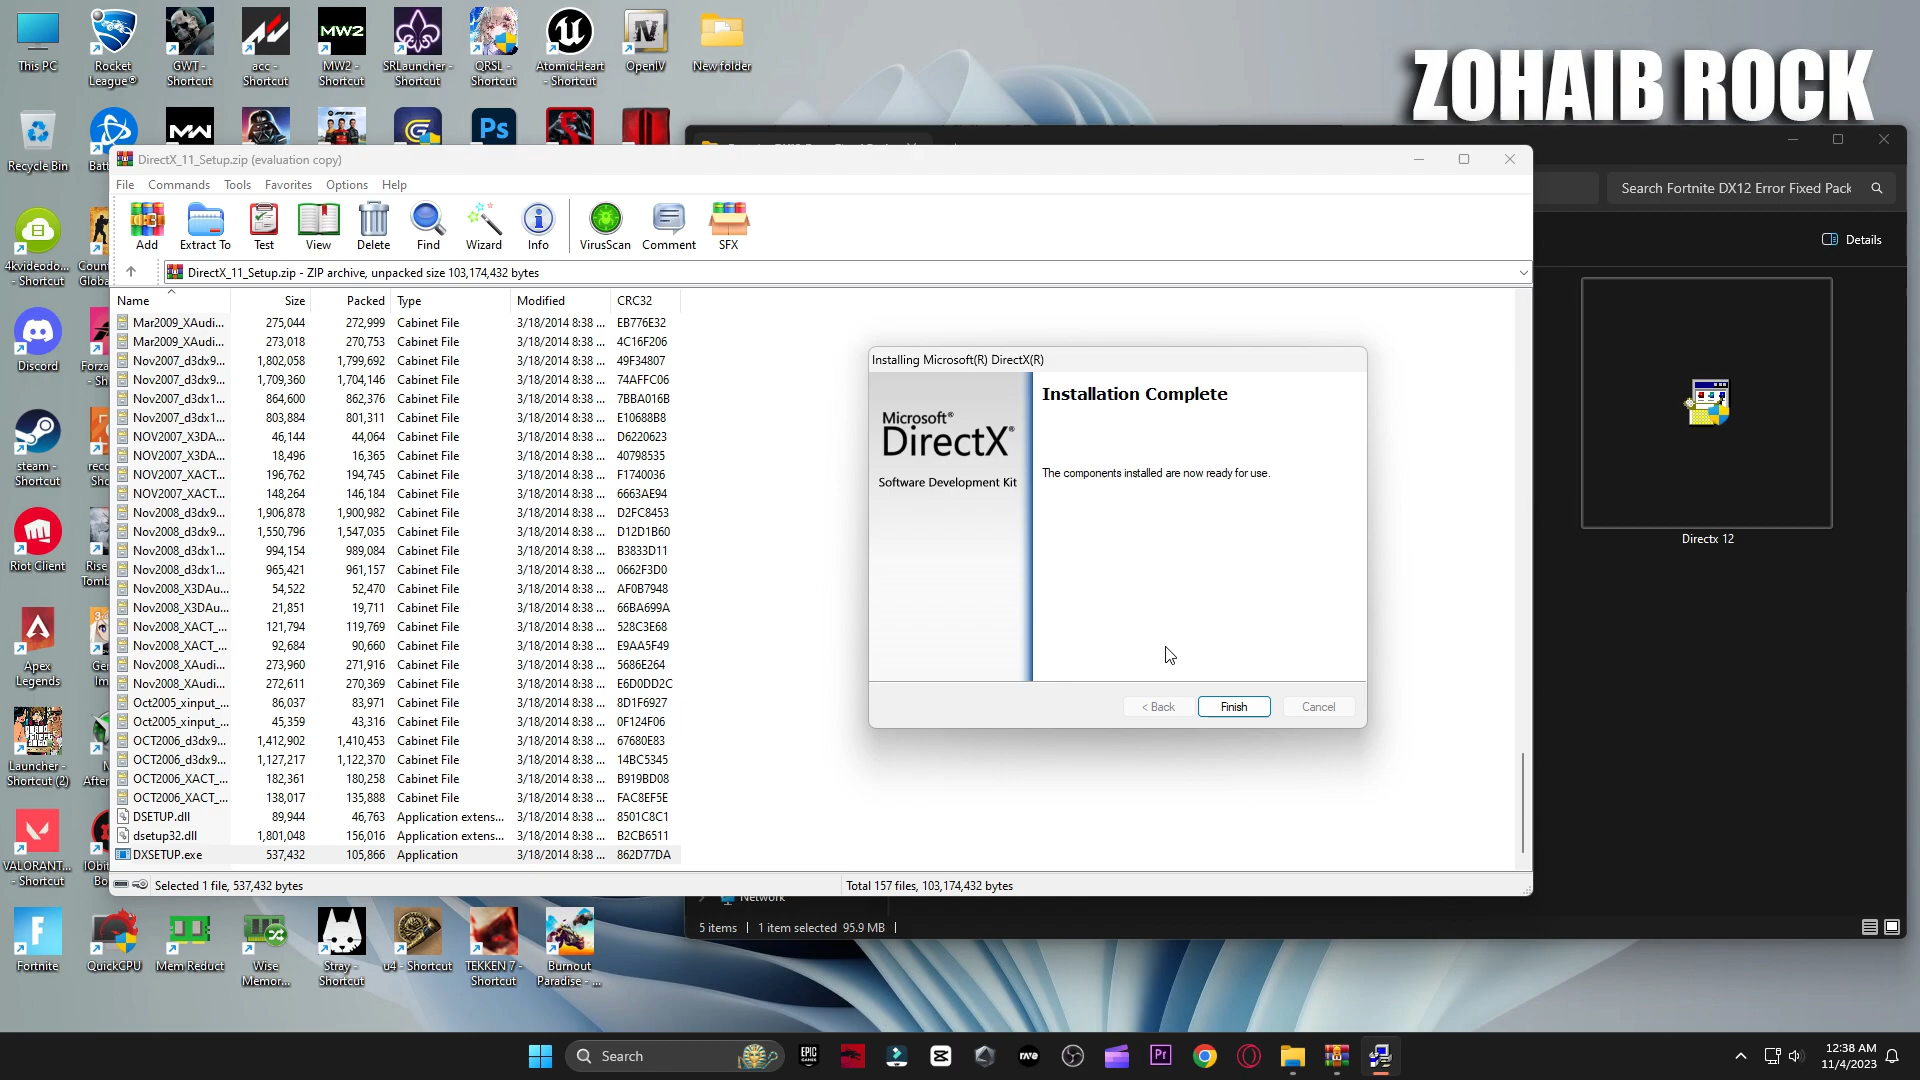 This PC
Rocket
League®
GWT -
Shortcut
acc -
Shortcut
MW2
MW2 -
Shortcut
SRLauncher -
Shortcut
QRSL -
Shortcut
AtomicHeart
- Shortcut
OpenIV
New folder
ZOHAIB ROCK
Recycle Bin
Ps
DirectX_11_Setup.zip (evaluation copy)
File Commands Tools Favorites Options Help
Search Fortnite DX12 Error Fixed Pack
Add Extract To Test View Delete Find Wizard Info VirusScan Comment SFX
Details
DirectX_11_Setup.zip - ZIP archive, unpacked size 103,174,432 bytes
Name Size Packed Type Modified CRC32
Mar2009_XAudi... 275,044 272,999 Cabinet File 3/18/2014 8:38 ... EB776E32
Mar2009_XAudi... 273,018 270,753 Cabinet File 3/18/2014 8:38 ... 4C16F206
Nov2007_d3dx9... 1,802,058 1,799,692 Cabinet File 3/18/2014 8:38 ... 49F34807
Nov2007_d3dx9... 1,709,360 1,704,146 Cabinet File 3/18/2014 8:38 ... 74AFFC06
Nov2007_d3dx1... 864,600 862,376 Cabinet File 3/18/2014 8:38 ... 7BBA016B
Nov2007_d3dx1... 803,884 801,311 Cabinet File 3/18/2014 8:38 ... E10688B8
NOV2007_X3DA... 46,144 44,064 Cabinet File 3/18/2014 8:38 ... D6220623
NOV2007_X3DA... 18,496 16,365 Cabinet File 3/18/2014 8:38 ... 40798535
NOV2007_XACT... 196,762 194,745 Cabinet File 3/18/2014 8:38 ... F1740036
NOV2007_XACT... 148,264 146,184 Cabinet File 3/18/2014 8:38 ... 6663AE94
Nov2008_d3dx9... 1,906,878 1,900,982 Cabinet File 3/18/2014 8:38 ... D2FC8453
Nov2008_d3dx9... 1,550,796 1,547,035 Cabinet File 3/18/2014 8:38 ... D12D1B60
Nov2008_d3dx1... 994,154 989,084 Cabinet File 3/18/2014 8:38 ... B3833D11
Nov2008_d3dx1... 965,421 961,157 Cabinet File 3/18/2014 8:38 ... 0662F3D0
Nov2008_X3DAu... 54,522 52,470 Cabinet File 3/18/2014 8:38 ... AF0B7948
Nov2008_X3DAu... 21,851 19,711 Cabinet File 3/18/2014 8:38 ... 66BA699A
Nov2008_XACT_... 121,794 119,769 Cabinet File 3/18/2014 8:38 ... 528C3E68
Nov2008_XACT_... 92,684 90,660 Cabinet File 3/18/2014 8:38 ... E9AA5F49
Nov2008_XAudi... 273,960 271,916 Cabinet File 3/18/2014 8:38 ... 5686E264
Nov2008_XAudi... 272,611 270,369 Cabinet File 3/18/2014 8:38 ... E6D0DD2C
Oct2005_xinput_... 86,037 83,971 Cabinet File 3/18/2014 8:38 ... 8D1F6927
Oct2005_xinput_... 45,359 43,316 Cabinet File 3/18/2014 8:38 ... 0F124F06
OCT2006_d3dx9... 1,412,902 1,410,453 Cabinet File 3/18/2014 8:38 ... 67680E83
OCT2006_d3dx9... 1,127,217 1,122,370 Cabinet File 3/18/2014 8:38 ... 14BC5345
OCT2006_XACT_... 182,361 180,258 Cabinet File 3/18/2014 8:38 ... B919BD08
OCT2006_XACT_... 138,017 135,888 Cabinet File 3/18/2014 8:38 ... FAC8EF5E
DSETUP.dll 89,944 46,763 Application extens... 3/18/2014 8:38 ... 8501C8C1
dsetup32.dll 1,801,048 156,016 Application extens... 3/18/2014 8:38 ... B2CB6511
DXSETUP.exe 537,432 105,866 Application 3/18/2014 8:38 ... 862D77DA
Selected 1 file, 537,432 bytes
Total 157 files, 103,174,432 bytes
Installing Microsoft(R) DirectX(R)
Installation Complete
Microsoft®
DirectX®
Software Development Kit
The components installed are now ready for use.
< Back Finish Cancel
Directx 12
4kvideodo...
- Shortcut
Discord
steam -
Shortcut
Riot Client
Apex
Legends
Launcher -
Shortcut (2)
VALORANT...
- Shortcut
Network
5 items 1 item selected 95.9 MB
Fortnite
QuickCPU
Mem Reduct
Wise
Memor...
Stray -
Shortcut
u4 - Shortcut
TEKKEN 7 -
Shortcut
Burnout
Paradise - ...
Search
EPIC
GAMES
rave
Pr
12:38 AM
11/4/2023